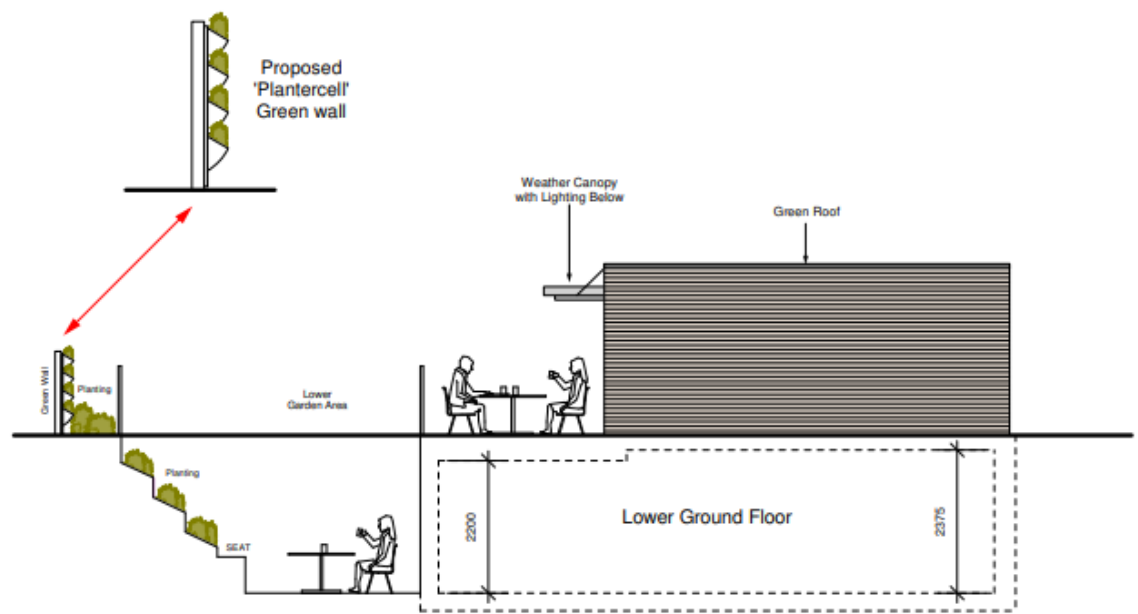 Proposed
'Plantercell'
Green wall
Weather Canopy
with Lighting Below
Green Roof
Green Wall
Planting
Lower
Garden Area
Planting
SEAT
2200
Lower Ground Floor
2375